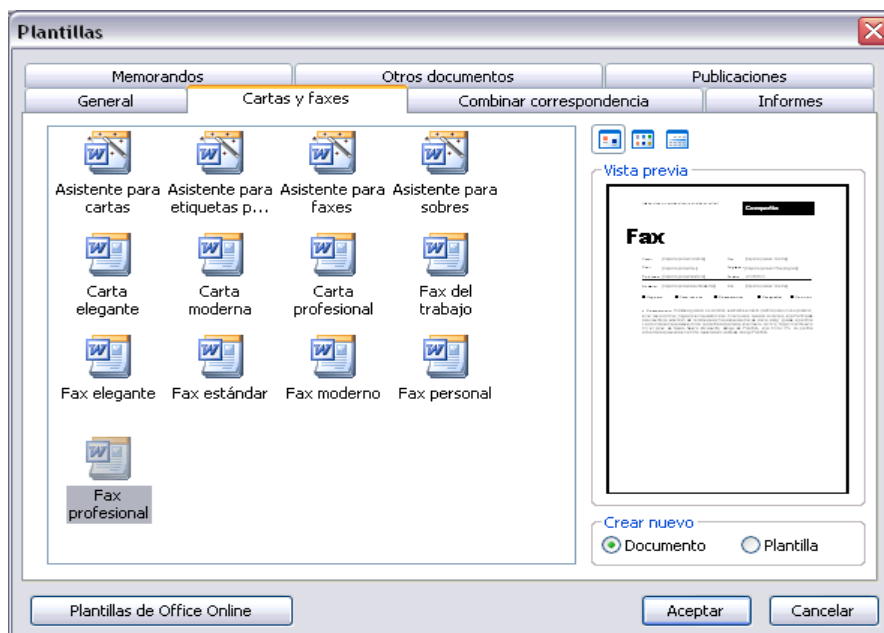 Plantillas
Memorandos
Otros documentos
Publicaciones
General
Cartas y faxes
Combinar correspondencia
Informes
Asistente para
cartas
Asistente para
etiquetas p...
Asistente para
faxes
Asistente para
sobres
Carta
elegante
Carta
moderna
Carta
profesional
Fax del
trabajo
Fax elegante
Fax estándar
Fax moderno
Fax personal
Fax
profesional
Vista previa
Compañía
Fax
Crear nuevo
Documento
Plantilla
Plantillas de Office Online
Aceptar
Cancelar